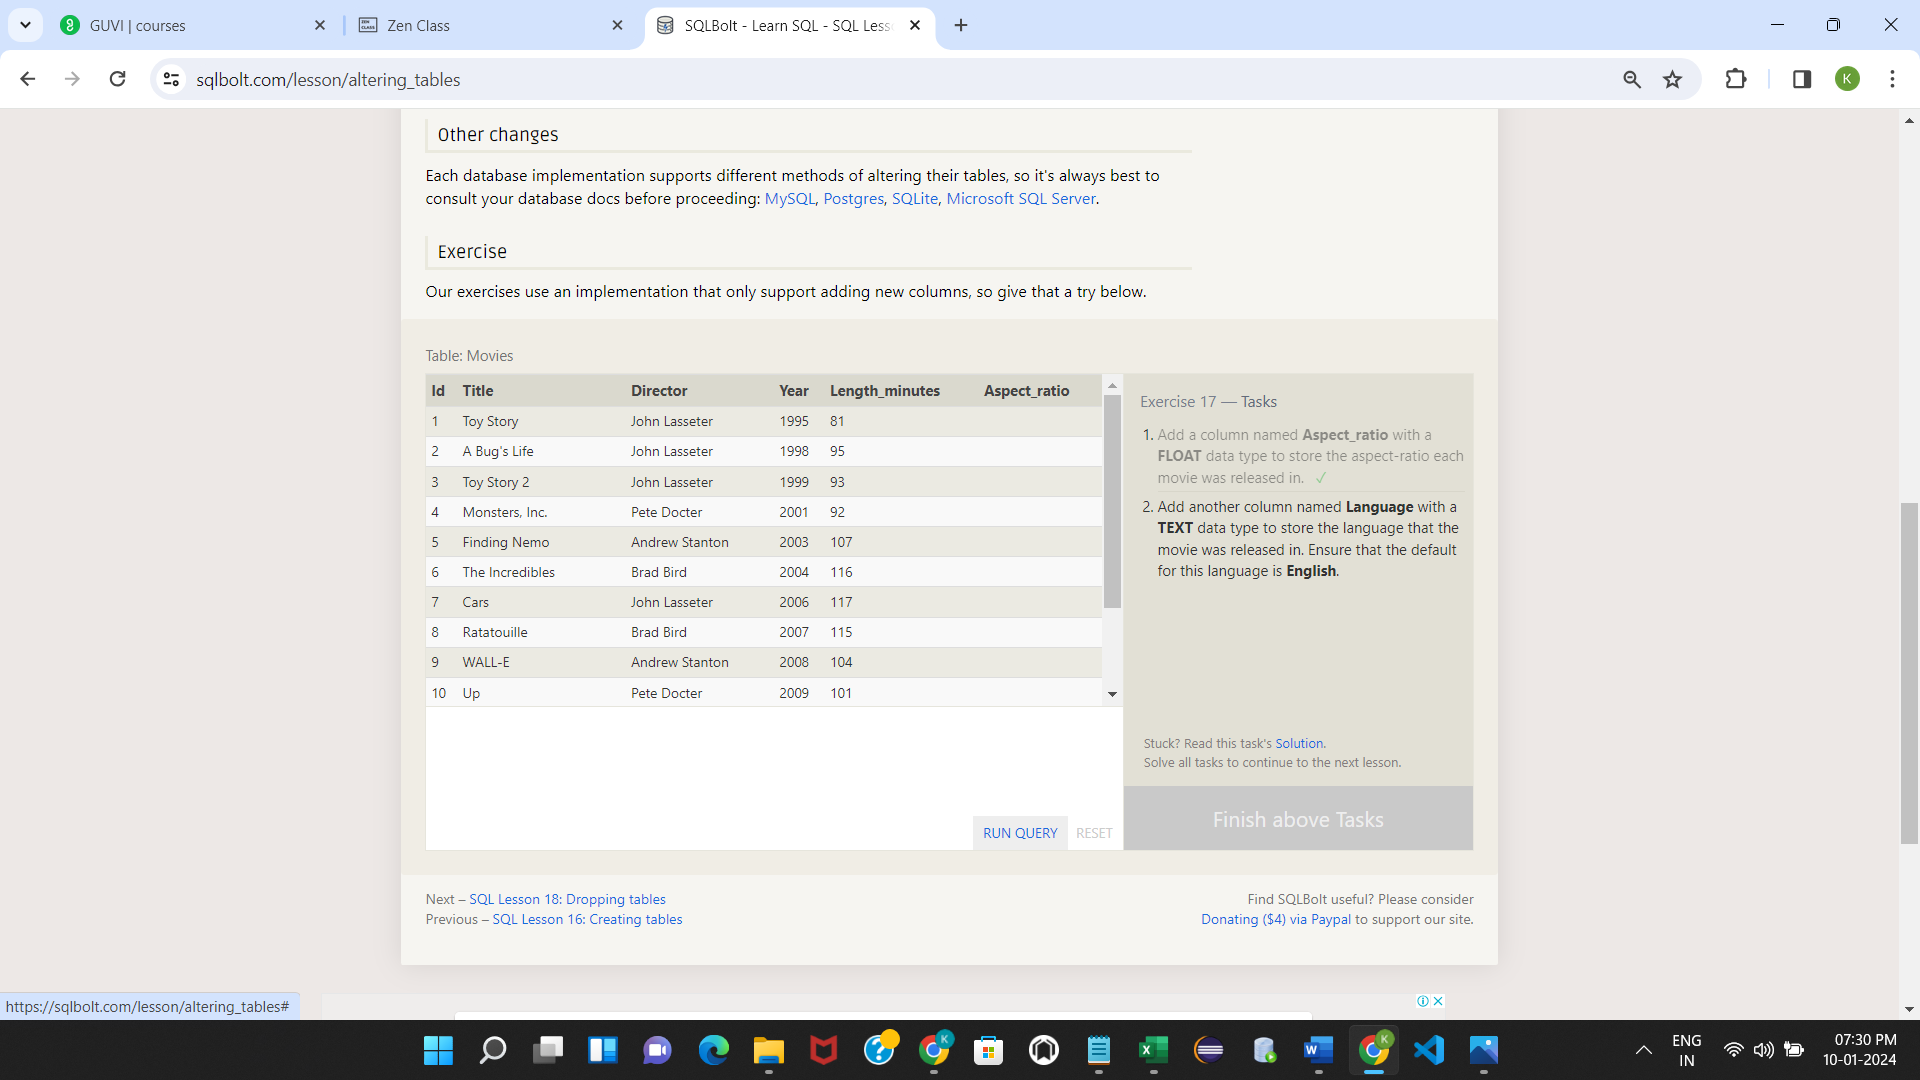 GUVI | courses
Zen Class
SQLBolt - Learn SQL - SQL Less
sqlbolt.com/lesson/altering_tables
K
Other changes
Each database implementation supports different methods of altering their tables, so it's always best to
consult your database docs before proceeding: MySQL, Postgres, SQLite, Microsoft SQL Server.
Exercise
Our exercises use an implementation that only support adding new columns, so give that a try below.
Table: Movies
Id Title Director Year Length_minutes Aspect_ratio
1 Toy Story John Lasseter 1995 81
2 A Bug's Life John Lasseter 1998 95
3 Toy Story 2 John Lasseter 1999 93
4 Monsters, Inc. Pete Docter 2001 92
5 Finding Nemo Andrew Stanton 2003 107
6 The Incredibles Brad Bird 2004 116
7 Cars John Lasseter 2006 117
8 Ratatouille Brad Bird 2007 115
9 WALL-E Andrew Stanton 2008 104
10 Up Pete Docter 2009 101
RUN QUERY RESET
Exercise 17 — Tasks
1. Add a column named Aspect_ratio with a
FLOAT data type to store the aspect-ratio each
movie was released in. ✓
2. Add another column named Language with a
TEXT data type to store the language that the
movie was released in. Ensure that the default
for this language is English.
Stuck? Read this task's Solution.
Solve all tasks to continue to the next lesson.
Finish above Tasks
Next – SQL Lesson 18: Dropping tables
Previous – SQL Lesson 16: Creating tables
Find SQLBolt useful? Please consider
Donating ($4) via Paypal to support our site.
https://sqlbolt.com/lesson/altering_tables#
ENG
IN
07:30 PM
10-01-2024